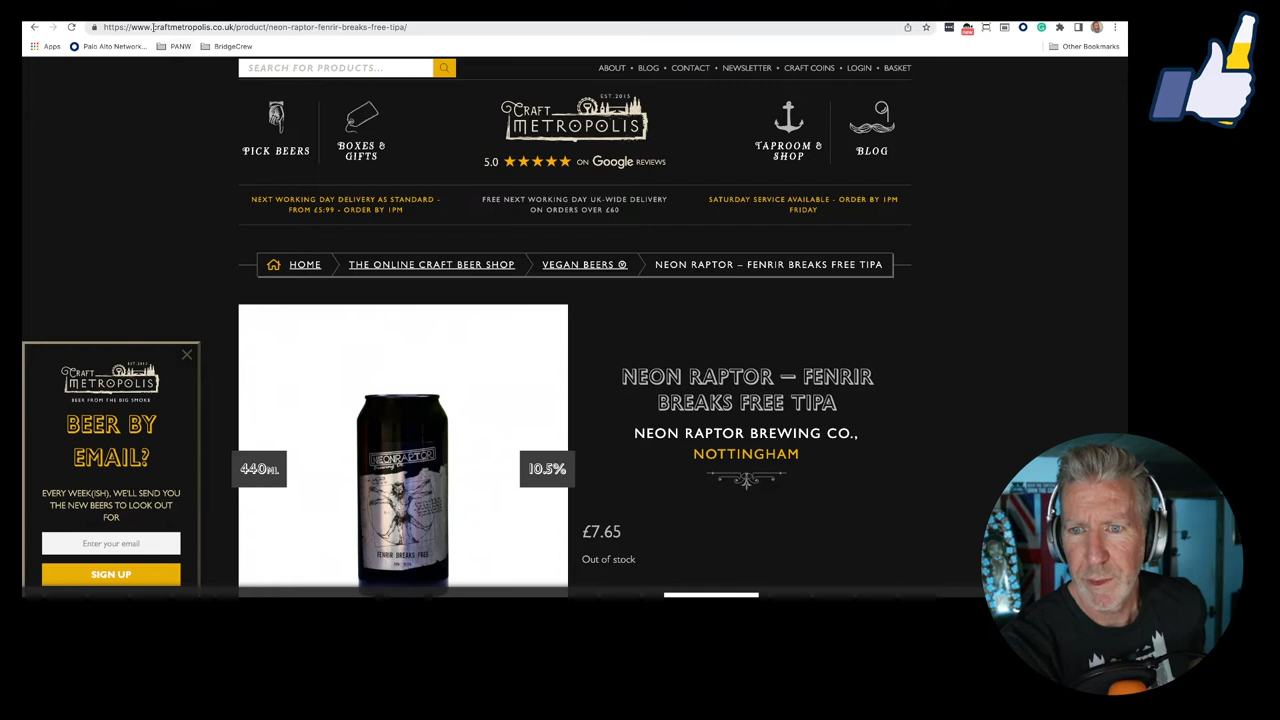 https://www.craftmetropolis.co.uk/product/neon-raptor-fenrir-breaks-free-tipa/
new
Apps
Palo Alto Network...
PANW
BridgeCrew
Other Bookmarks
SEARCH FOR PRODUCTS...
ABOUT • BLOG • CONTACT • NEWSLETTER • CRAFT COINS • LOGIN • BASKET
PICK BEERS
BOXES &
GIFTS
EST. 2015
CRAFT
METROPOLIS
5.0 ★★★★★ ON Google REVIEWS
TAPROOM &
SHOP
BLOG
NEXT WORKING DAY DELIVERY AS STANDARD -
FROM £5:99 - ORDER BY 1PM
FREE NEXT WORKING DAY UK-WIDE DELIVERY
ON ORDERS OVER £60
SATURDAY SERVICE AVAILABLE - ORDER BY 1PM
FRIDAY
HOME
THE ONLINE CRAFT BEER SHOP
VEGAN BEERS
NEON RAPTOR – FENRIR BREAKS FREE TIPA
440ML
10.5%
NEONRAPTOR
Brewing Co.
FENRIR BREAKS FREE
NEON RAPTOR – FENRIR
BREAKS FREE TIPA
NEON RAPTOR BREWING CO.,
NOTTINGHAM
£7.65
Out of stock
EST. 2015
CRAFT
METROPOLIS
BEER FROM THE BIG SMOKE
BEER BY
EMAIL?
EVERY WEEK(ISH), WE'LL SEND YOU
THE NEW BEERS TO LOOK OUT
FOR
Enter your email
SIGN UP